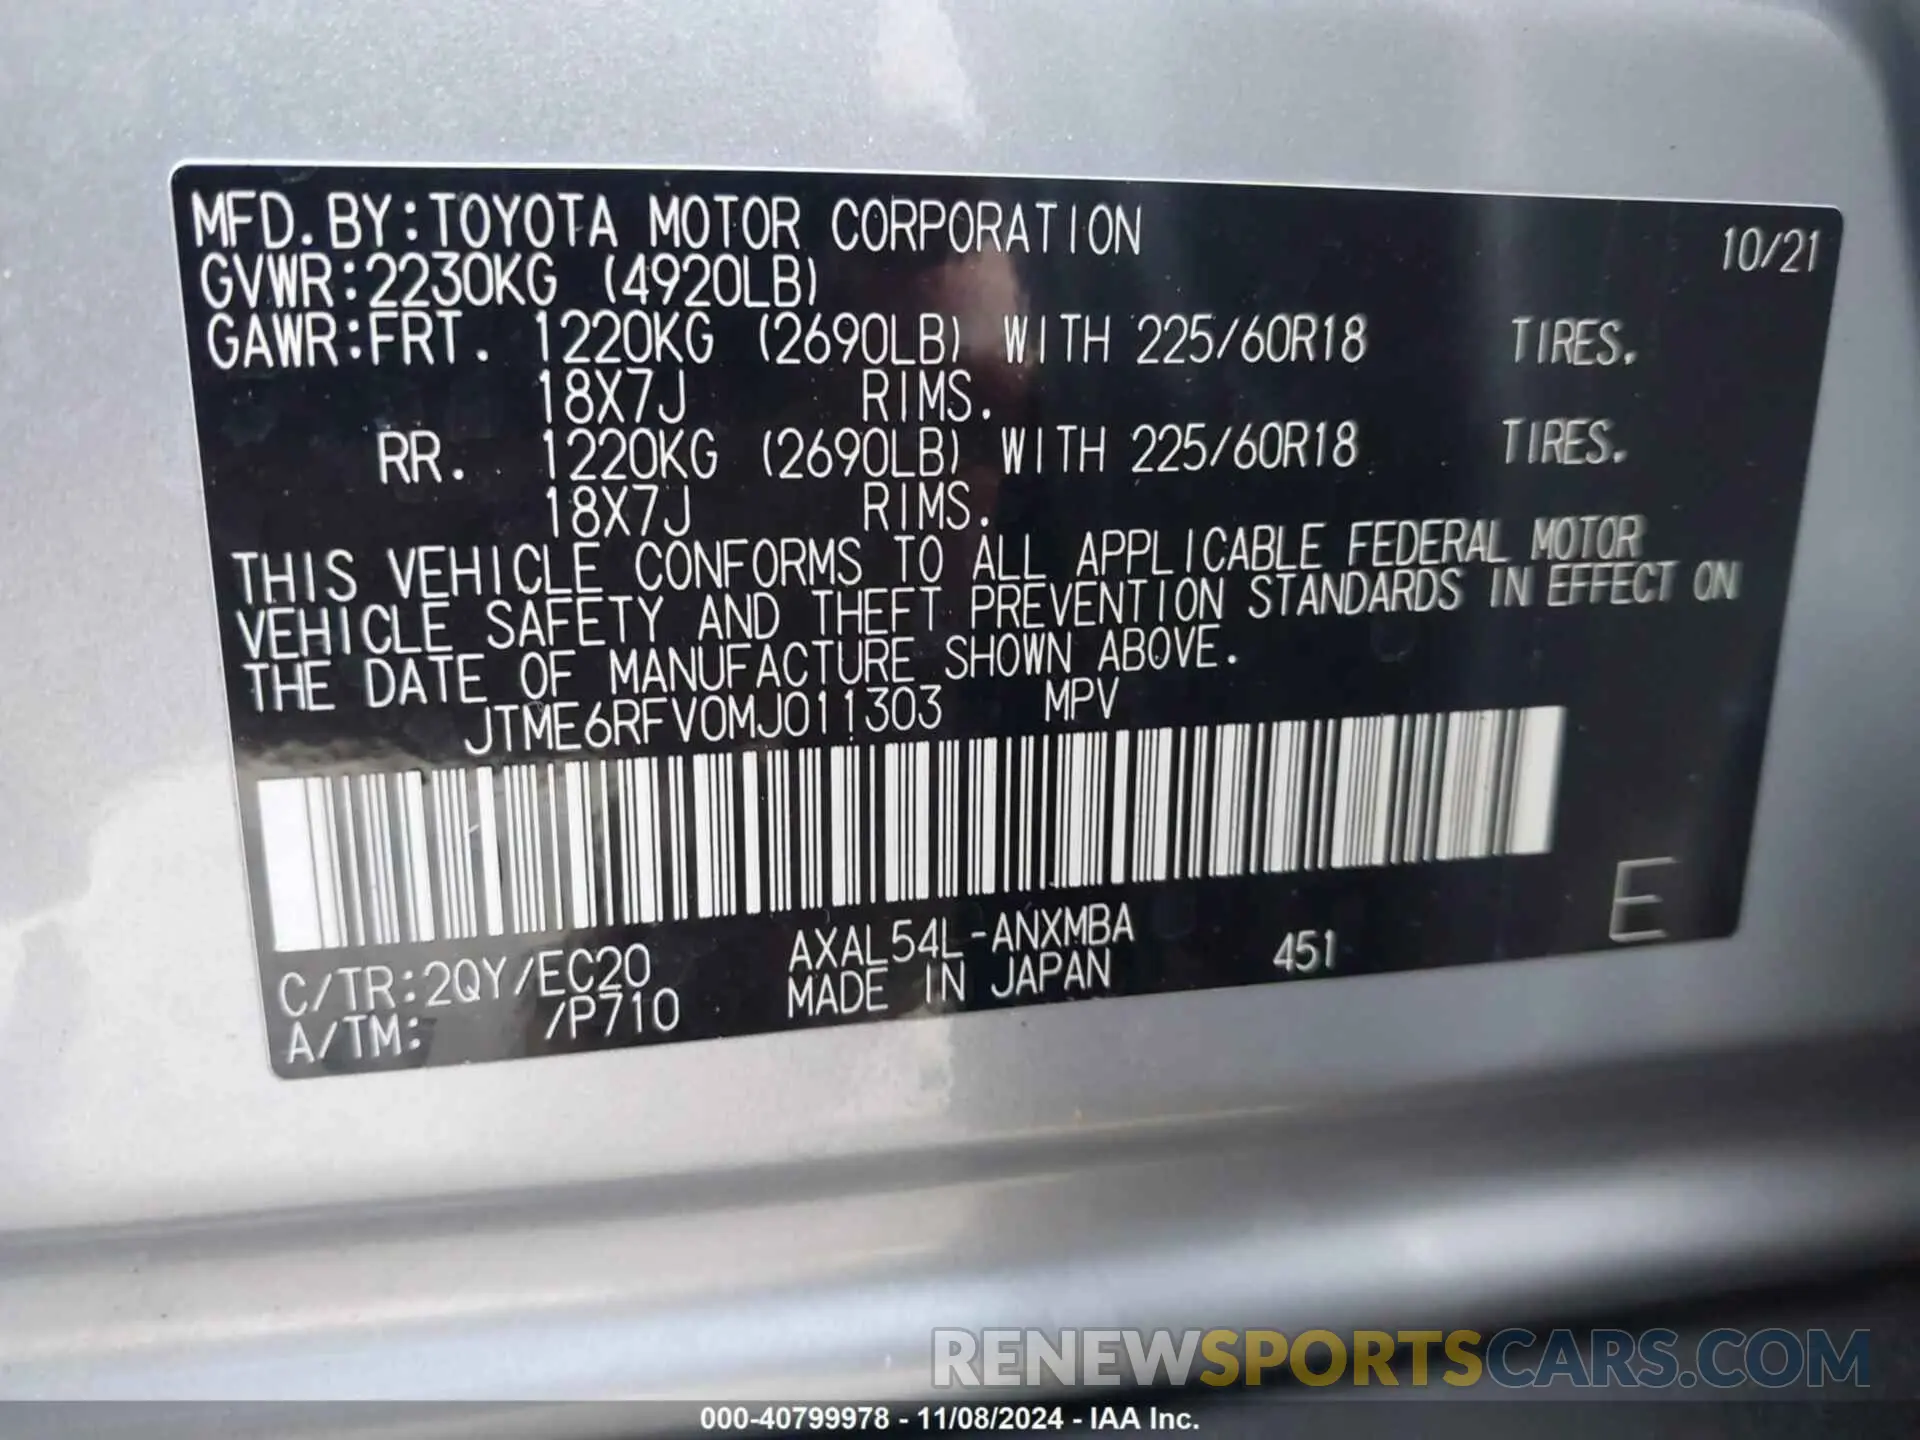 MFD. BY: TOYOTA MOTOR CORPORATION 10/21
GVWR: 2230KG (4920LB)
GAWR: FRT. 1220KG (2690LB) WITH 225/60R18 TIRES.
18X7J RIMS.
RR. 1220KG (2690LB) WITH 225/60R18 TIRES.
18X7J RIMS.
THIS VEHICLE CONFORMS TO ALL APPLICABLE FEDERAL MOTOR
VEHICLE SAFETY AND THEFT PREVENTION STANDARDS IN EFFECT ON
THE DATE OF MANUFACTURE SHOWN ABOVE.
JTME6RFV0MJ011303 MPV
C/TR: 2QY/EC20 AXAL54L-ANXMBA 451 E
A/TM: /P710 MADE IN JAPAN
RENEWSPORTSCARS.COM
000-40799978 - 11/08/2024 - IAA Inc.